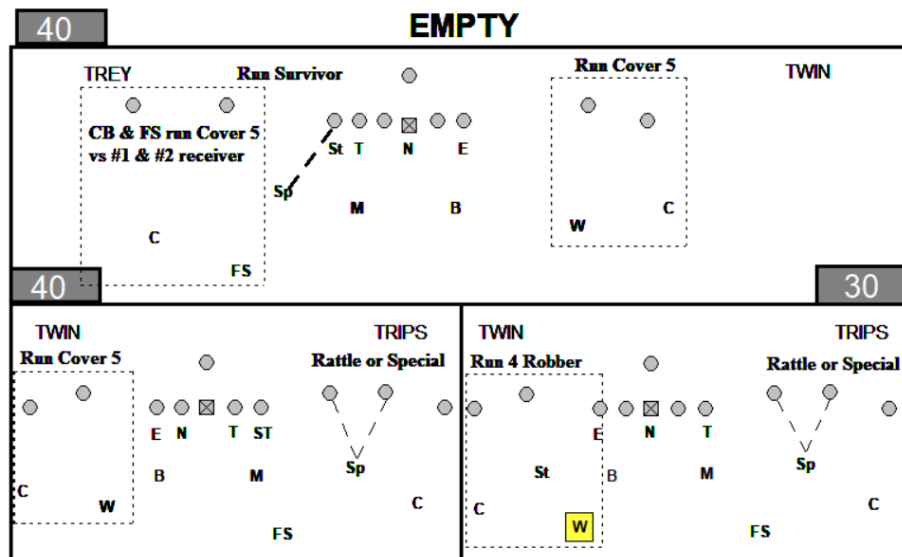 40
EMPTY
TREY
Run Survivor
Run Cover 5
TWIN
CB & FS run Cover 5
vs #1 & #2 receiver
St T N E
Sp
M B
W C
C
FS
40
30
TWIN
TRIPS
Run Cover 5
Rattle or Special
E N T ST
B M
Sp
C
W
C
FS
TWIN
TRIPS
Run 4 Robber
Rattle or Special
E N T
St B M
Sp
C
W
C
FS